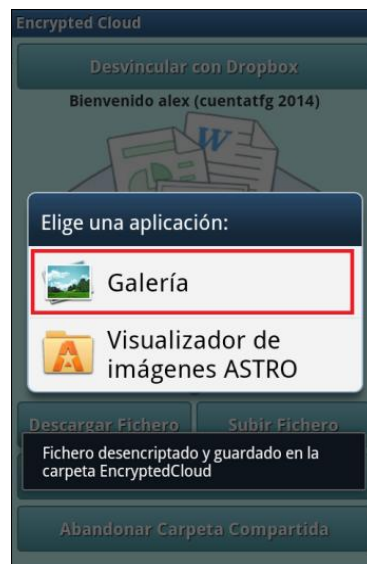 Encrypted Cloud
Desvincular con Dropbox
Bienvenido alex (cuentatfg 2014)
W
Elige una aplicación:
Galería
Visualizador de
imágenes ASTRO
Descargar Fichero Subir Fichero
Fichero desencriptado y guardado en la
carpeta EncryptedCloud
Abandonar Carpeta Compartida